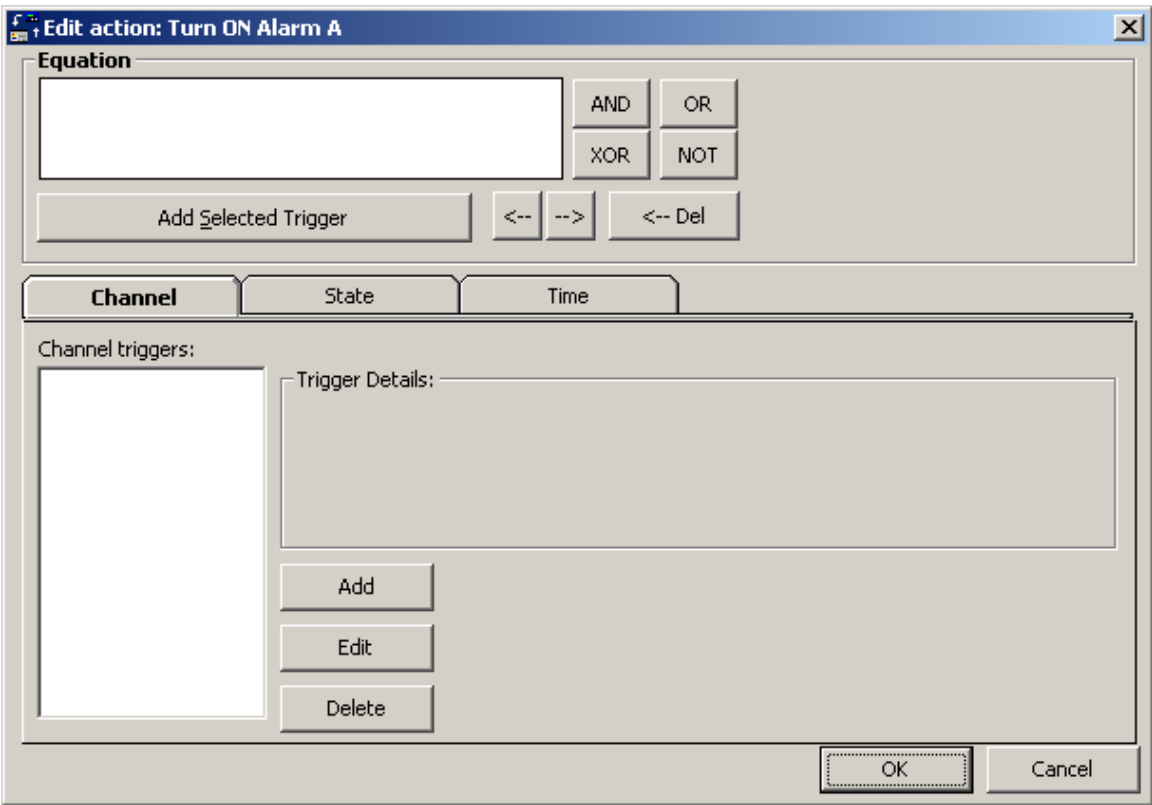 Edit action: Turn ON Alarm A
Equation
AND OR
XOR NOT
Add Selected Trigger <-- --> <-- Del
Channel State Time
Channel triggers:
Trigger Details:
Add
Edit
Delete
OK Cancel